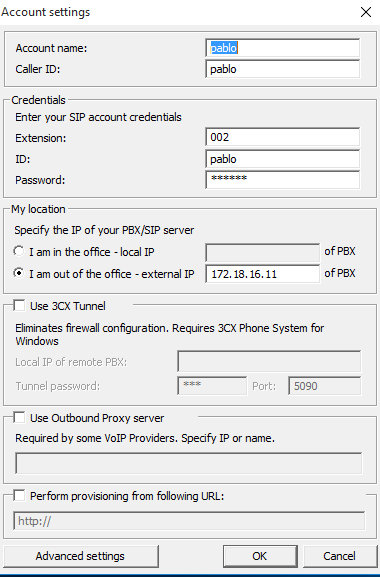 Account settings
Account name: pablo
Caller ID: pablo
Credentials
Enter your SIP account credentials
Extension: 002
ID: pablo
Password: ******
My location
Specify the IP of your PBX/SIP server
I am in the office - local IP of PBX
I am out of the office - external IP 172.18.16.11 of PBX
Use 3CX Tunnel
Eliminates firewall configuration. Requires 3CX Phone System for
Windows
Local IP of remote PBX:
Tunnel password: *** Port: 5090
Use Outbound Proxy server
Required by some VoIP Providers. Specify IP or name.
Perform provisioning from following URL:
http://
Advanced settings OK Cancel